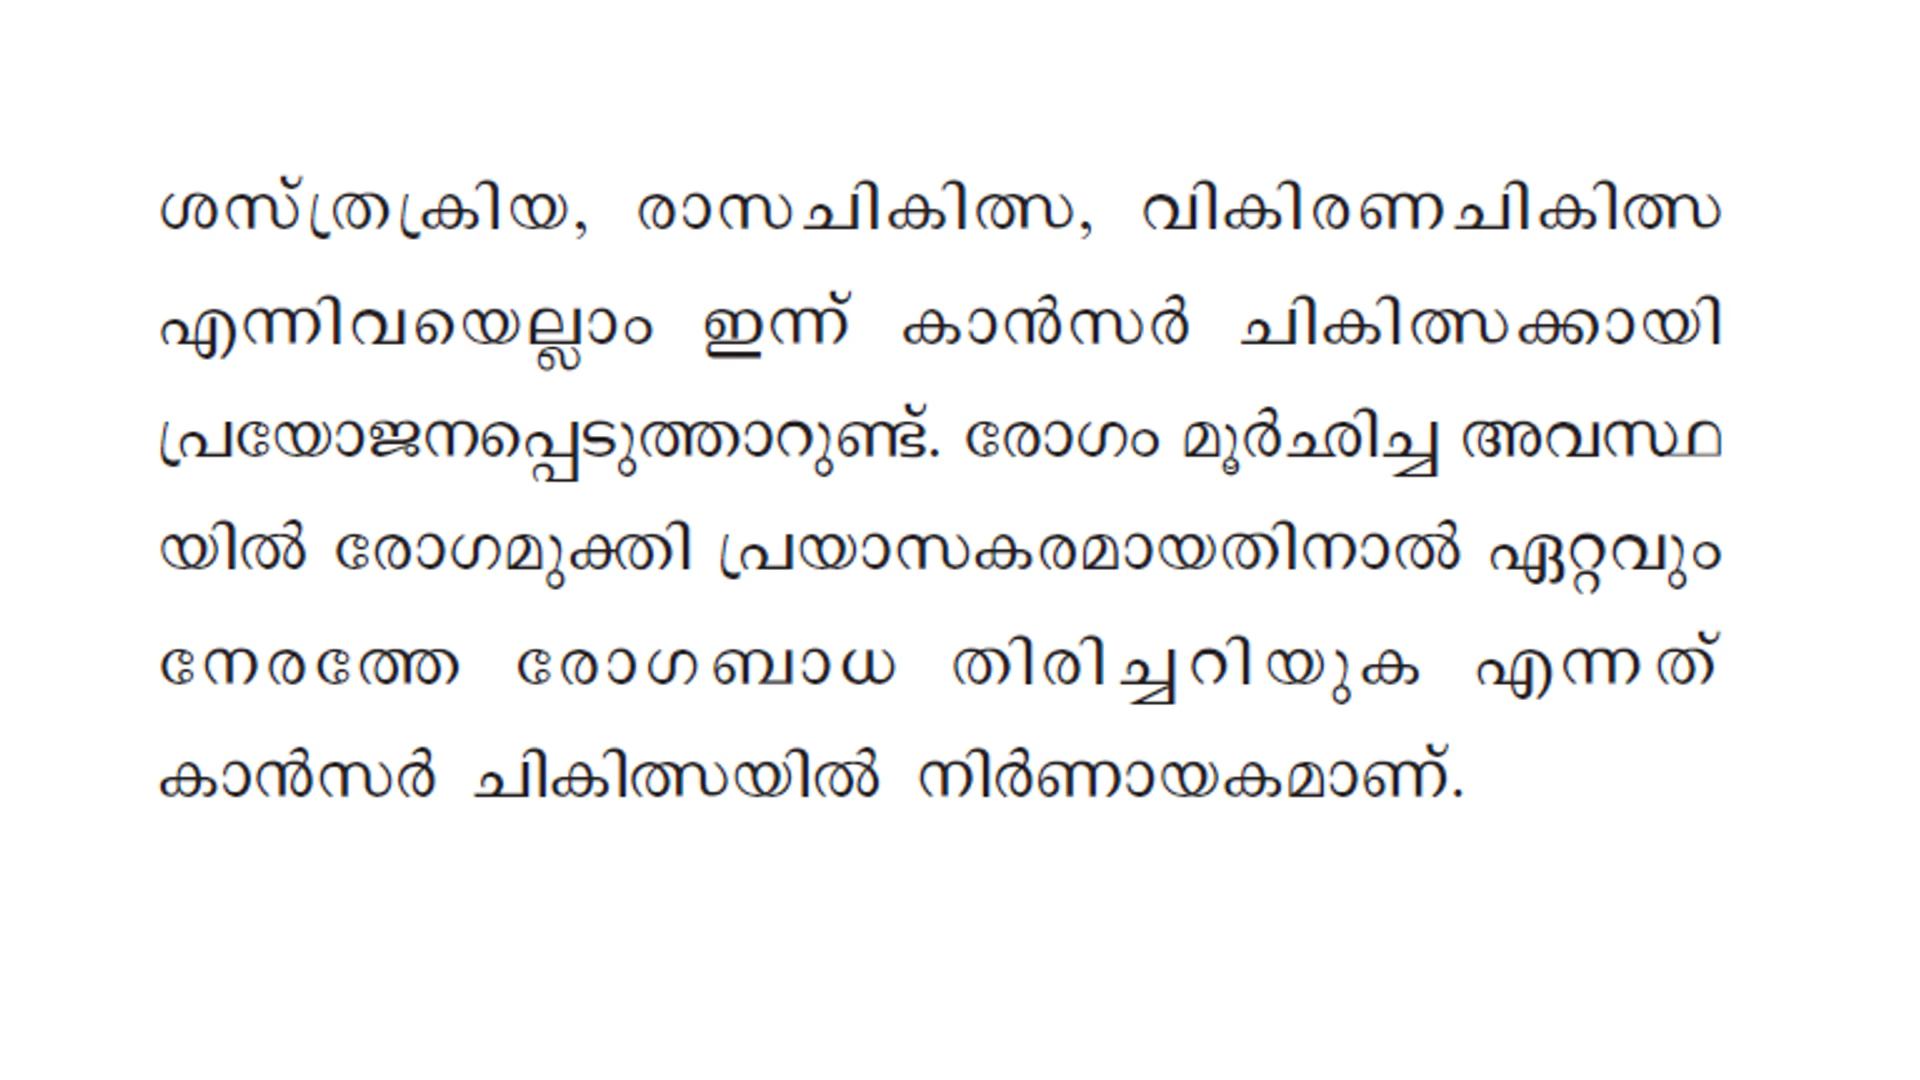 ശസ്ത്രക്രിയ, രാസചികിത്സ, വികിരണചികിത്സ
എന്നിവയെല്ലാം ഇന്ന് കാൻസർ ചികിത്സക്കായി
പ്രയോജനപ്പെടുത്താറുണ്ട്. രോഗം മൂർഛിച്ച അവസ്ഥ
യിൽ രോഗമുക്തി പ്രയാസകരമായതിനാൽ ഏറ്റവും
നേരത്തേ രോഗബാധ തിരിച്ചറിയുക എന്നത്
കാൻസർ ചികിത്സയിൽ നിർണായകമാണ്.